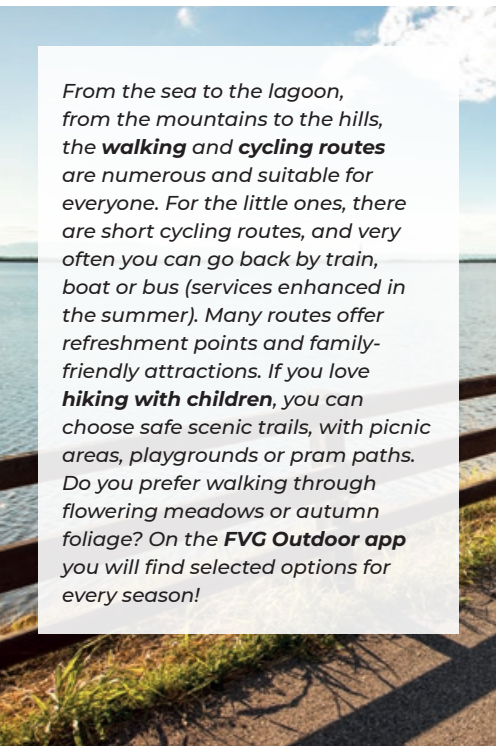 From the sea to the lagoon,
from the mountains to the hills,
the walking and cycling routes
are numerous and suitable for
everyone. For the little ones, there
are short cycling routes, and very
often you can go back by train,
boat or bus (services enhanced in
the summer). Many routes offer
refreshment points and family-
friendly attractions. If you love
hiking with children, you can
choose safe scenic trails, with picnic
areas, playgrounds or pram paths.
Do you prefer walking through
flowering meadows or autumn
foliage? On the FVG Outdoor app
you will find selected options for
every season!